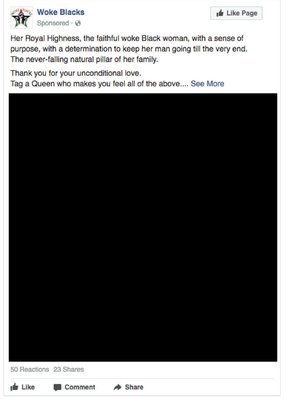 Woke Blacks
Like Page
Sponsored ·
Her Royal Highness, the faithful woke Black woman, with a sense of
purpose, with a determination to keep her man going till the very end.
The never-falling natural pillar of her family.
Thank you for your unconditional love.
Tag a Queen who makes you feel all of the above.... See More
50 Reactions 23 Shares
Like Comment Share